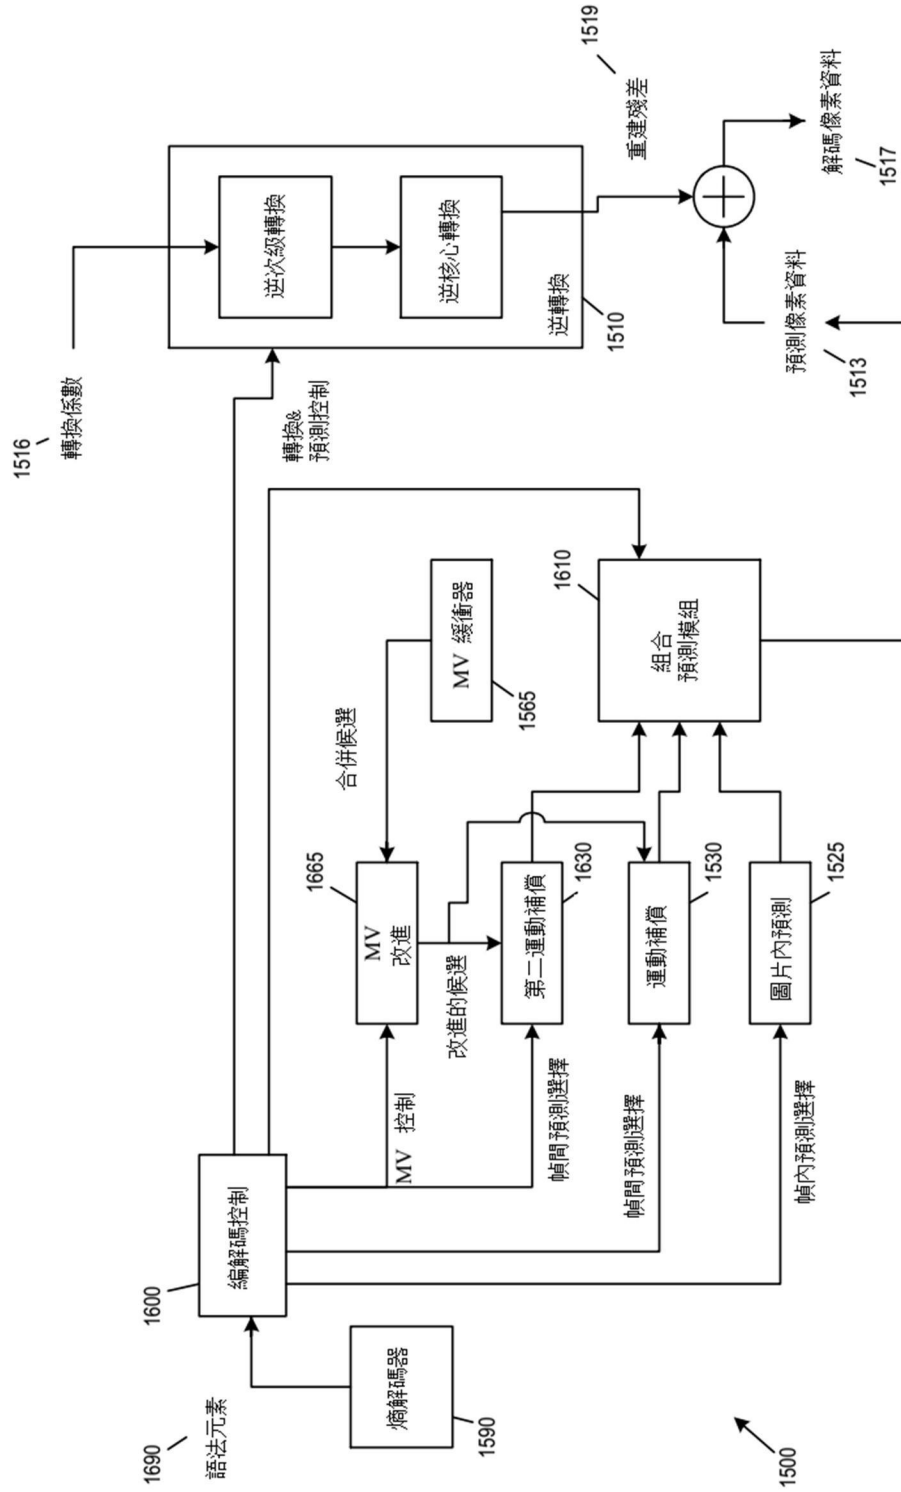 1690
語法元素
熵解碼器
1590
1600
編解碼控制
MV 控制
幀間預測選擇
幀間預測選擇
幀內預測選擇
1665
MV
改進
改進的候選
第二運動補償
1630
運動補償
1530
圖片內預測
1525
合併候選
MV 緩衝器
1565
1610
組合
預測模組
轉換&
預測控制
1516
轉換係數
逆次級轉換
逆核心轉換
逆轉換
1510
1519
重建殘差
預測像素資料
1513
解碼像素資料
1517
1500